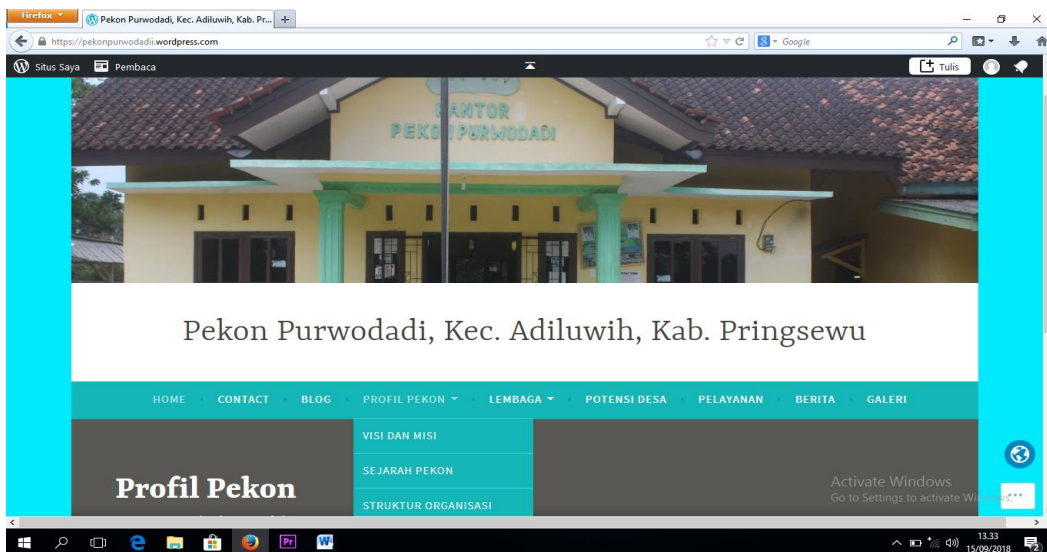 Firefox
Pekon Purwodadi, Kec. Adiluwih, Kab. Pr...
https://pekonpurwodadii.wordpress.com
Google
Situs Saya
Pembaca
Tulis
KANTOR
PEKON PURWODADI
Pekon Purwodadi, Kec. Adiluwih, Kab. Pringsewu
HOME CONTACT BLOG PROFIL PEKON LEMBAGA POTENSI DESA PELAYANAN BERITA GALERI
VISI DAN MISI
SEJARAH PEKON
STRUKTUR ORGANISASI
Profil Pekon
Activate Windows
Go to Settings to activate Windows.
Pr
W
13.33
15/09/2018
2